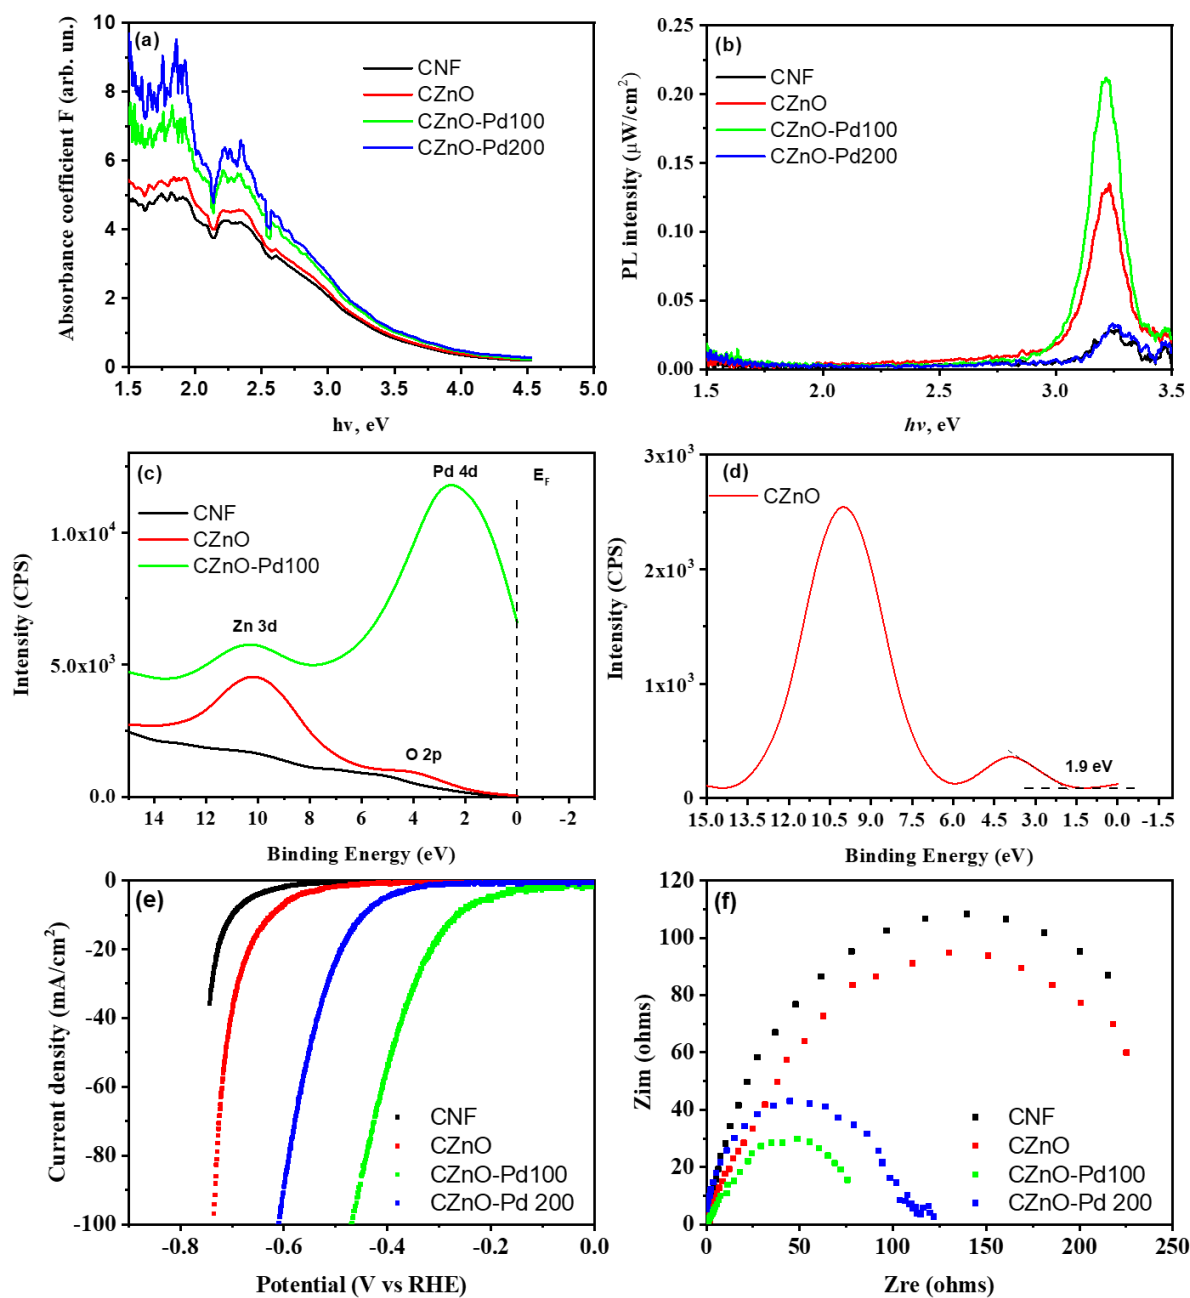 (a)
CNF
CZnO
CZnO-Pd100
CZnO-Pd200
Absorbance coefficient F (arb. un.)
10
8
6
4
2
0
1.5 2.0 2.5 3.0 3.5 4.0 4.5 5.0
hν, eV
(b)
CNF
CZnO
CZnO-Pd100
CZnO-Pd200
PL intensity (μW/cm²)
0.25
0.20
0.15
0.10
0.05
0.00
1.5 2.0 2.5 3.0 3.5
hν, eV
(c)
Pd 4d
E_F
CNF
CZnO
CZnO-Pd100
Zn 3d
O 2p
Intensity (CPS)
1.0x10⁴
5.0x10³
0.0
14 12 10 8 6 4 2 0 -2
Binding Energy (eV)
(d)
CZnO
1.9 eV
Intensity (CPS)
3x10³
2x10³
1x10³
0
15.0 13.5 12.0 10.5 9.0 7.5 6.0 4.5 3.0 1.5 0.0 -1.5
Binding Energy (eV)
(e)
CNF
CZnO
CZnO-Pd100
CZnO-Pd 200
Current density (mA/cm²)
0
-20
-40
-60
-80
-100
-0.8 -0.6 -0.4 -0.2 0.0
Potential (V vs RHE)
(f)
CNF
CZnO
CZnO-Pd100
CZnO-Pd 200
Zim (ohms)
120
100
80
60
40
20
0
0 50 100 150 200 250
Zre (ohms)